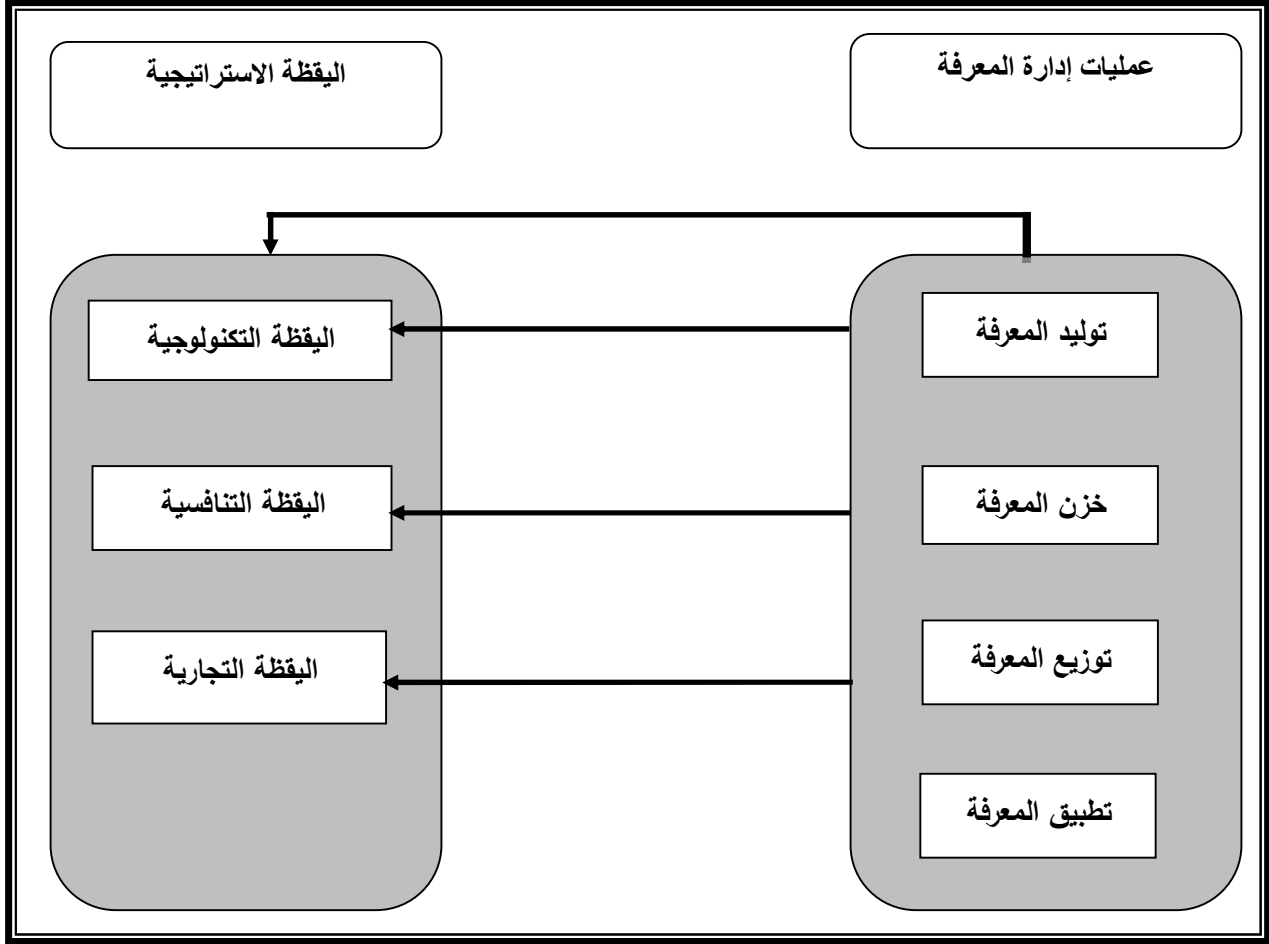 عمليات إدارة المعرفة
اليقظة الاستراتيجية
توليد المعرفة
اليقظة التكنولوجية
خزن المعرفة
اليقظة التنافسية
توزيع المعرفة
اليقظة التجارية
تطبيق المعرفة